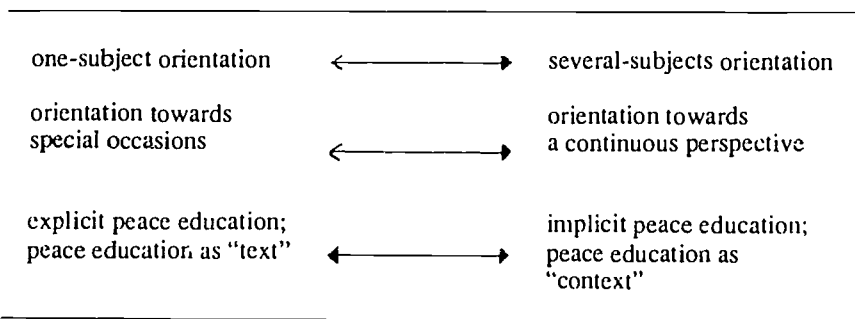 one-subject orientation
several-subjects orientation
orientation towards
special occasions
orientation towards
a continuous perspective
explicit peace education;
peace education as “text”
implicit peace education;
peace education as
“context”